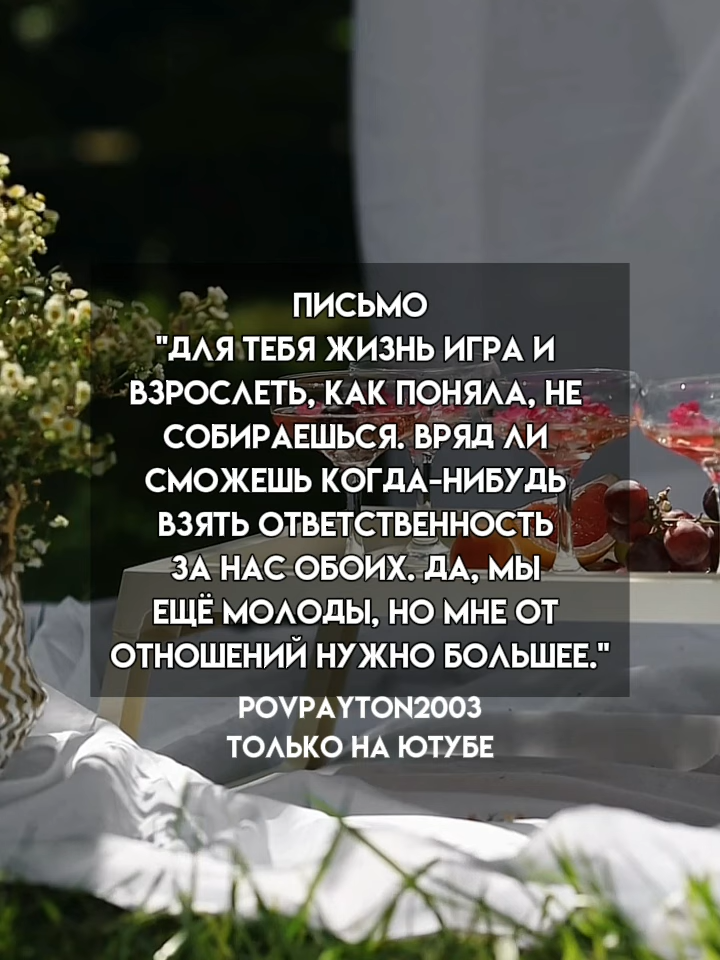 ПИСЬМО
"ДЛЯ ТЕБЯ ЖИЗНЬ ИГРА И
ВЗРОСЛЕТЬ, КАК ПОНЯЛА, НЕ
СОБИРАЕШЬСЯ. ВРЯД ЛИ
СМОЖЕШЬ КОГДА-НИБУДЬ
ВЗЯТЬ ОТВЕТСТВЕННОСТЬ
ЗА НАС ОБОИХ. ДА, МЫ
ЕЩЁ МОЛОДЫ, НО МНЕ ОТ
ОТНОШЕНИЙ НУЖНО БОЛЬШЕЕ."
POVPAYTON2003
ТОЛЬКО НА ЮТУБЕ